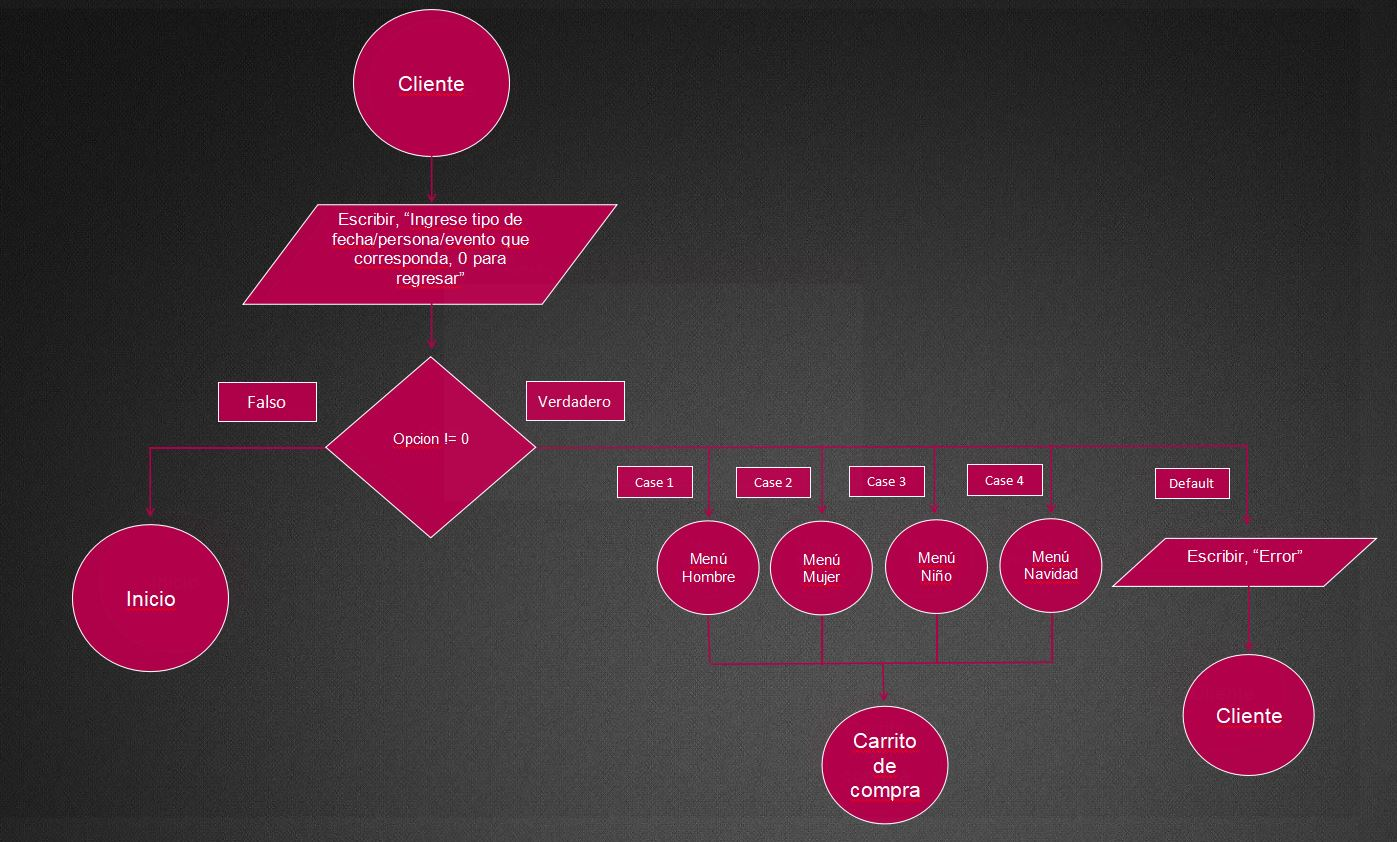 Cliente
Escribir, “Ingrese tipo de
fecha/persona/evento que
corresponda, 0 para
regresar”
Falso
Verdadero
Opcion != 0
Case 1
Case 2
Case 3
Case 4
Default
Menú
Hombre
Menú
Mujer
Menú
Niño
Menú
Navidad
Escribir, “Error”
Inicio
Cliente
Carrito
de
compra